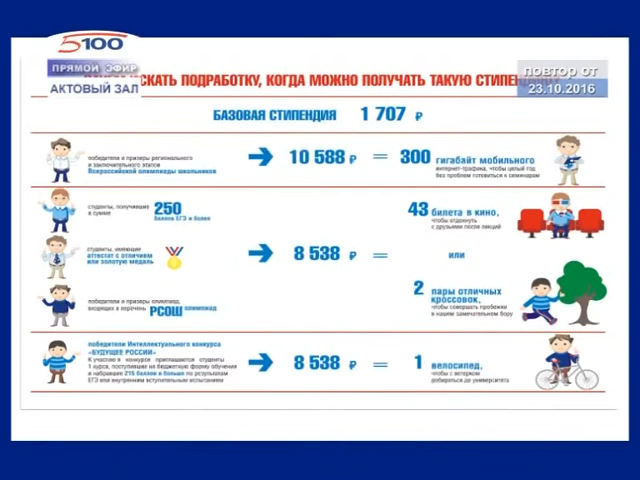 5100
ПРЯМОЙ ЭФИР
АКТОВЫЙ ЗАЛ
ПОВТОР ОТ
23.10.2016
ИСКАТЬ ПОДРАБОТКУ, КОГДА МОЖНО ПОЛУЧАТЬ ТАКУЮ
БАЗОВАЯ СТИПЕНДИЯ 1 707 ₽
победители и призеры регионального
и заключительного этапов
Всероссийской олимпиады школьников
10 588 ₽ = 300 гигабайт мобильного
интернет-трафика, чтобы целый год
без проблем готовиться к семинарам
студенты, получившие
в сумме 250
баллов ЕГЭ и более
43 билета в кино,
чтобы отдохнуть
с друзьями после лекций
студенты, имеющие
аттестат с отличием
или золотую медаль
8 538 ₽ = или
победители и призеры олимпиад,
входящих в перечень РСОШ олимпиад
2 пары отличных
кроссовок,
чтобы совершать пробежки
в нашем замечательном бору
победители Интеллектуального конкурса
«БУДУЩЕЕ РОССИИ»
К участию в конкурсе приглашаются студенты
1 курса, поступившие на бюджетную форму обучения
и набравшие 215 баллов и больше по результатам
ЕГЭ или внутренним вступительным испытаниям
8 538 ₽ = 1 велосипед,
чтобы с ветерком
добираться до университета